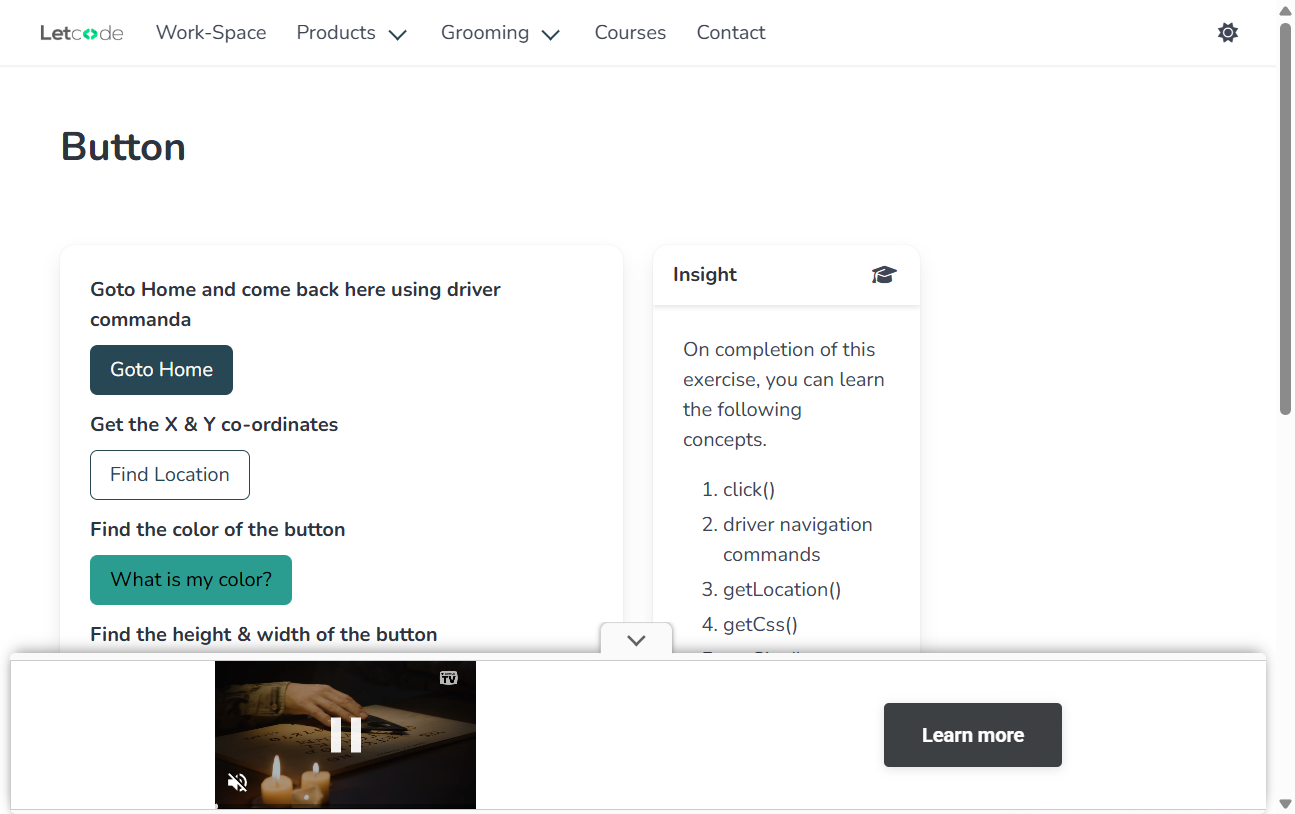 Letcode Work-Space Products Grooming Courses Contact
Button
Goto Home and come back here using driver
commanda
Goto Home
Get the X & Y co-ordinates
Find Location
Find the color of the button
What is my color?
Find the height & width of the button
Insight
On completion of this
exercise, you can learn
the following
concepts.
1. click()
2. driver navigation
commands
3. getLocation()
4. getCss()
TV
Learn more